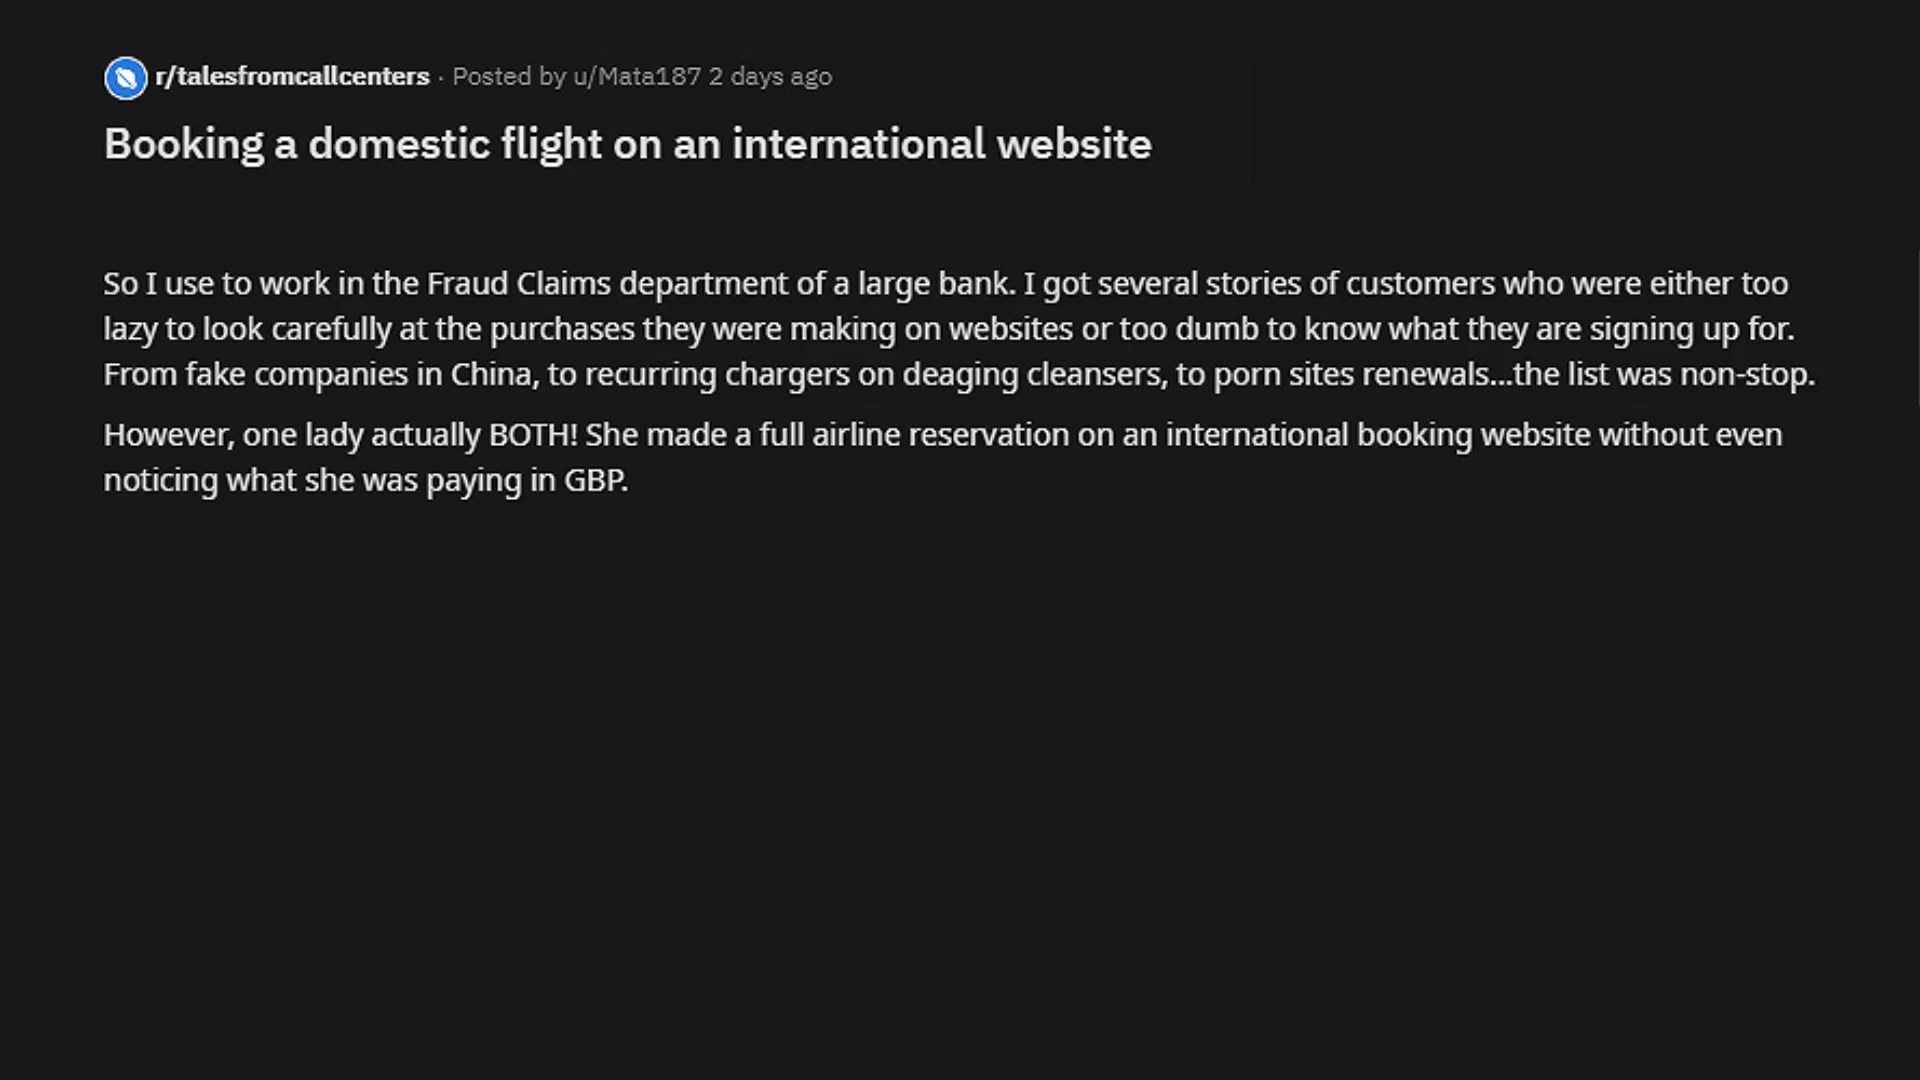 r/talesfromcallcenters · Posted by u/Mata187 2 days ago
Booking a domestic flight on an international website
So I use to work in the Fraud Claims department of a large bank. I got several stories of customers who were either too
lazy to look carefully at the purchases they were making on websites or too dumb to know what they are signing up for.
From fake companies in China, to recurring chargers on deaging cleansers, to porn sites renewals...the list was non-stop.
However, one lady actually BOTH! She made a full airline reservation on an international booking website without even
noticing what she was paying in GBP.